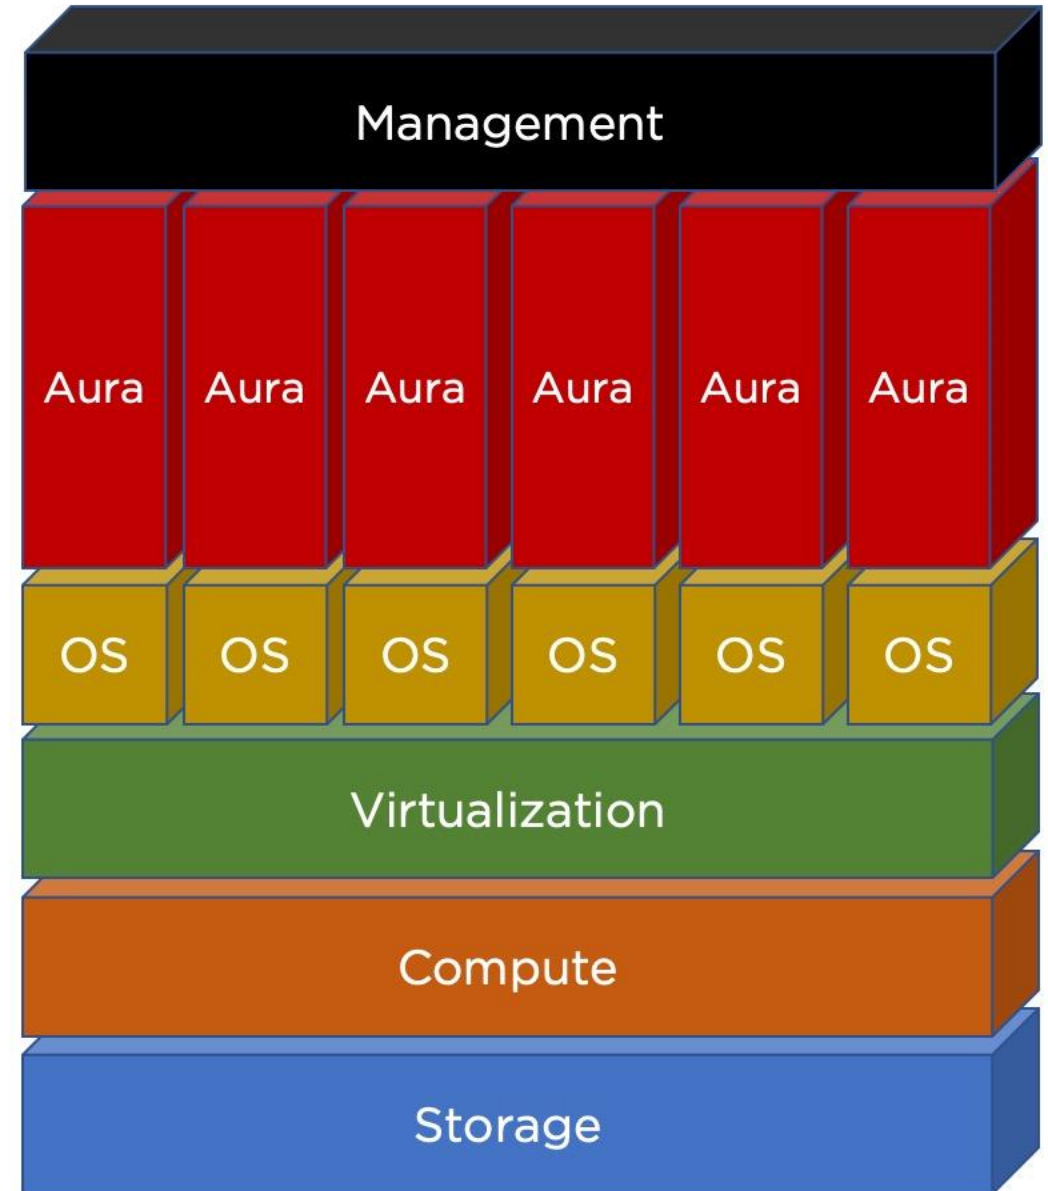 Management
Aura Aura Aura Aura Aura Aura
OS OS OS OS OS OS
Virtualization
Compute
Storage